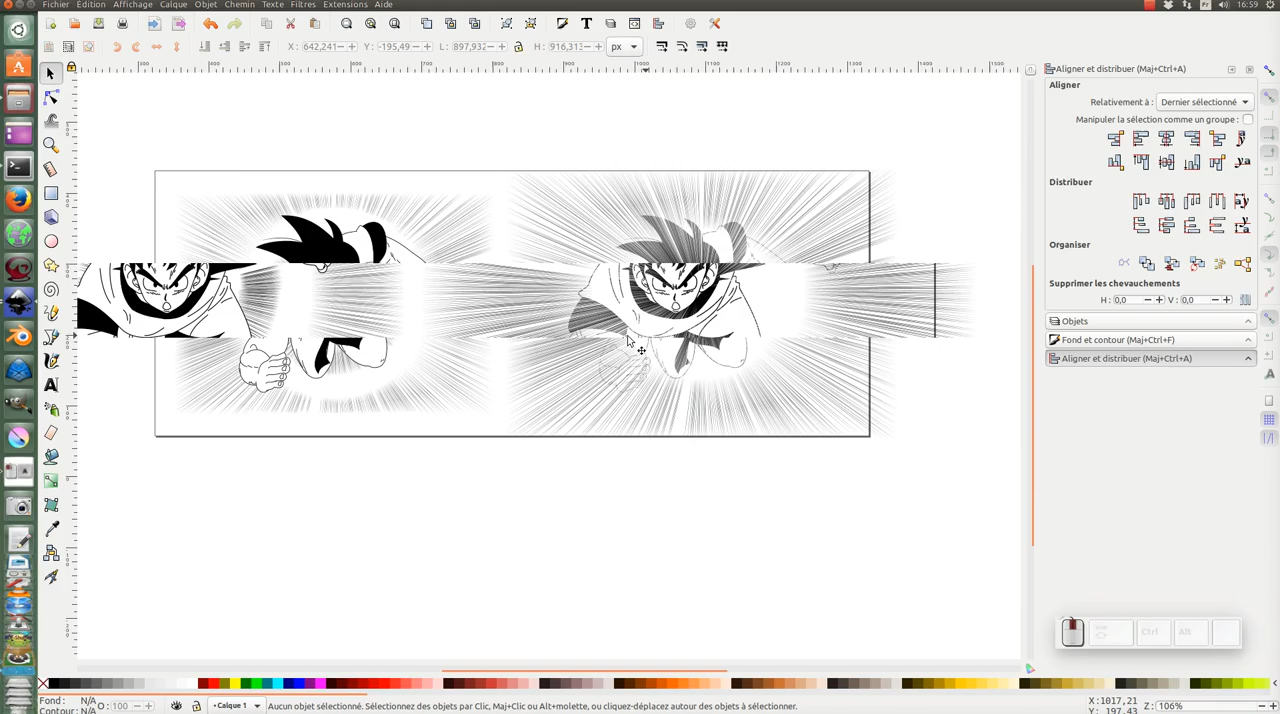 Fichier Édition Affichage Calque Objet Chemin Texte Filtres Extensions Aide
Fr 16:59
X : 642,241 Y : -195,49 L : 897,932 H : 916,313 px
Aligner et distribuer (Maj+Ctrl+A)
Aligner
Relativement à : Dernier sélectionné
Manipuler la sélection comme un groupe :
Distribuer
Organiser
Supprimer les chevauchements
H : 0,0 V : 0,0
Objets
Fond et contour (Maj+Ctrl+F)
Aligner et distribuer (Maj+Ctrl+A)
Ctrl Alt
Fond : N/A
Contour : N/A
O : 100
Calque 1
Aucun objet sélectionné. Sélectionnez des objets par Clic, Maj+Clic ou Alt+molette, ou cliquez-déplacez autour des objets à sélectionner.
X : 1017,21
Y : 197,43
Z : 106%